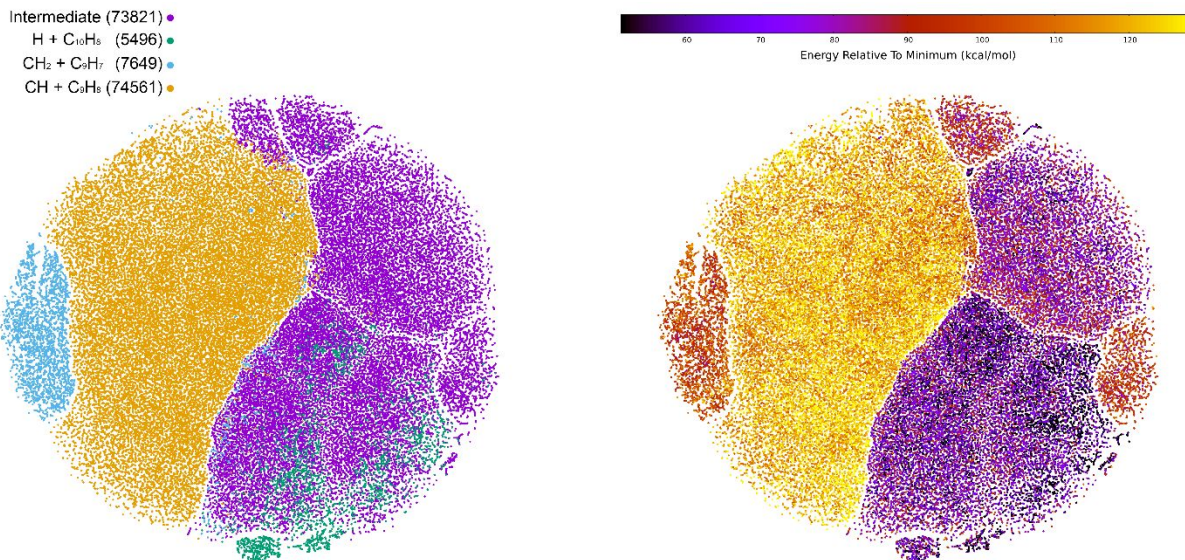 Intermediate (73821)
H + C₁₀H₈ (5496)
CH₂ + C₉H₇ (7649)
CH + C₉H₈ (74561)
60 70 80 90 100 110 120
Energy Relative To Minimum (kcal/mol)